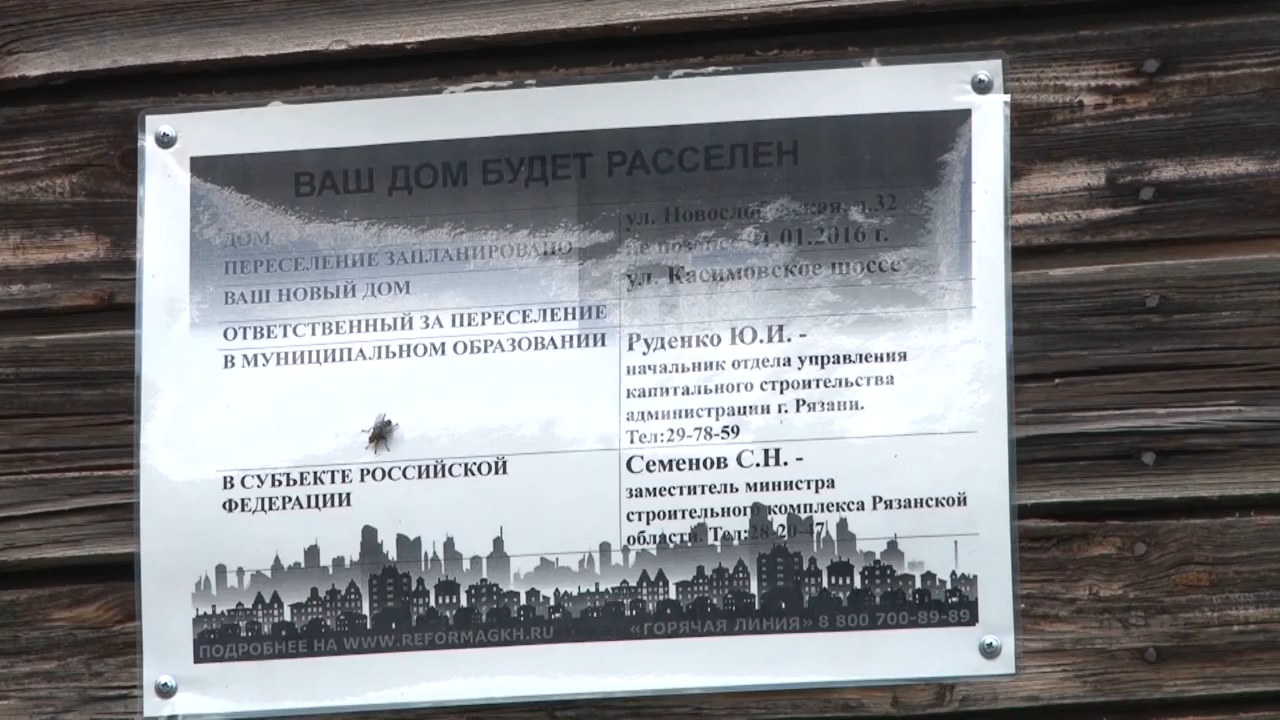 ВАШ ДОМ БУДЕТ РАССЕЛЕН
ДОМ
ул. д.32
ПЕРЕСЕЛЕНИЕ ЗАПЛАНИРОВАНО
не позднее .01.2016 г.
ВАШ НОВЫЙ ДОМ
ул. Касимовское шоссе
ОТВЕТСТВЕННЫЙ ЗА ПЕРЕСЕЛЕНИЕ
В МУНИЦИПАЛЬНОМ ОБРАЗОВАНИИ
Руденко Ю.И. -
начальник отдела управления
капитального строительства
администрации г. Рязани.
Тел:29-78-59
В СУБЪЕКТЕ РОССИЙСКОЙ
ФЕДЕРАЦИИ
Семенов С.Н. -
заместитель министра
строительного комплекса Рязанской
области. Тел:28-20-47
ПОДРОБНЕЕ НА WWW.REFORMAGKH.RU
«ГОРЯЧАЯ ЛИНИЯ» 8 800 700-89-89